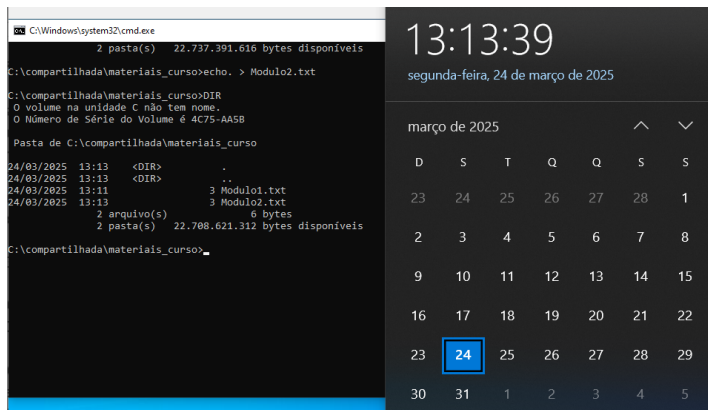 C:\Windows\system32\cmd.exe
2 pasta(s)   22.737.391.616 bytes disponíveis
C:\compartilhada\materiais_curso>echo. > Modulo2.txt
C:\compartilhada\materiais_curso>DIR
O volume na unidade C não tem nome.
O Número de Série do Volume é 4C75-AA5B
Pasta de C:\compartilhada\materiais_curso
24/03/2025  13:13    <DIR>          .
24/03/2025  13:13    <DIR>          ..
24/03/2025  13:11                 3 Modulo1.txt
24/03/2025  13:13                 3 Modulo2.txt
2 arquivo(s)              6 bytes
2 pasta(s)   22.708.621.312 bytes disponíveis
C:\compartilhada\materiais_curso>_
13:13:39
segunda-feira, 24 de março de 2025
março de 2025
D S T Q Q S S
23 24 25 26 27 28 1
2 3 4 5 6 7 8
9 10 11 12 13 14 15
16 17 18 19 20 21 22
23 24 25 26 27 28 29
30 31 1 2 3 4 5